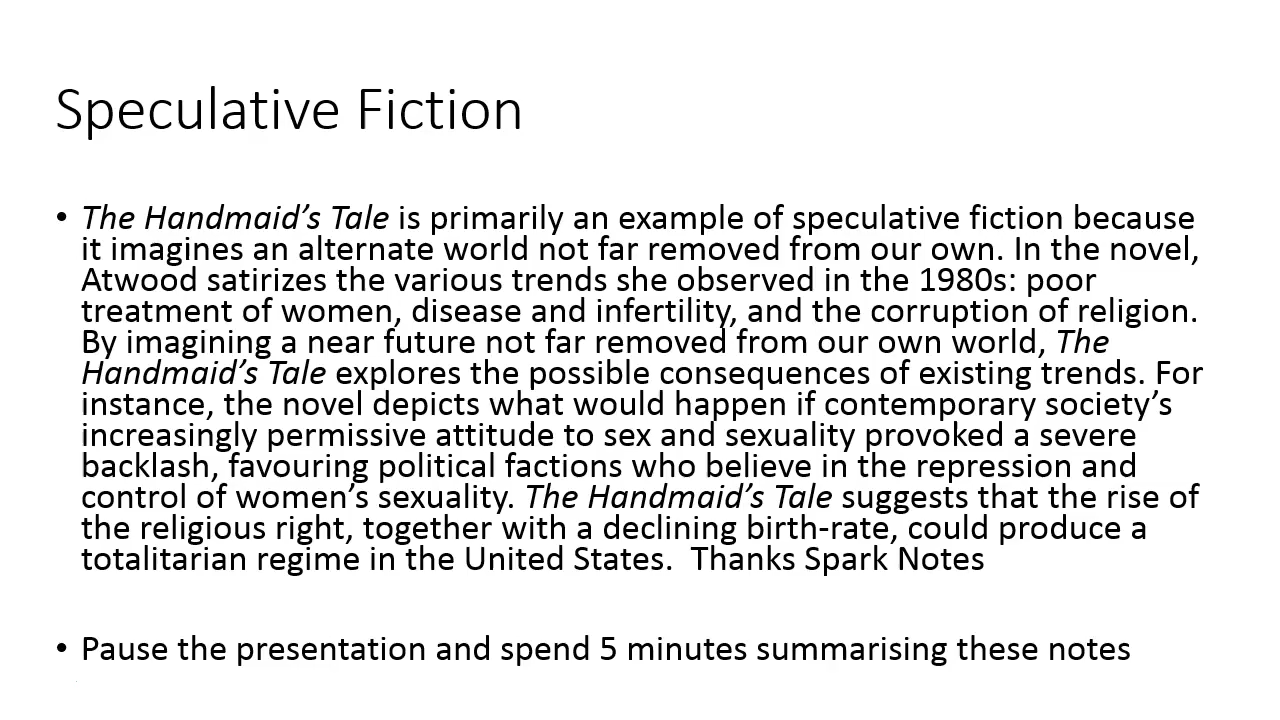 Speculative Fiction
• The Handmaid’s Tale is primarily an example of speculative fiction because
it imagines an alternate world not far removed from our own. In the novel,
Atwood satirizes the various trends she observed in the 1980s: poor
treatment of women, disease and infertility, and the corruption of religion.
By imagining a near future not far removed from our own world, The
Handmaid’s Tale explores the possible consequences of existing trends. For
instance, the novel depicts what would happen if contemporary society’s
increasingly permissive attitude to sex and sexuality provoked a severe
backlash, favouring political factions who believe in the repression and
control of women’s sexuality. The Handmaid’s Tale suggests that the rise of
the religious right, together with a declining birth-rate, could produce a
totalitarian regime in the United States.  Thanks Spark Notes
• Pause the presentation and spend 5 minutes summarising these notes